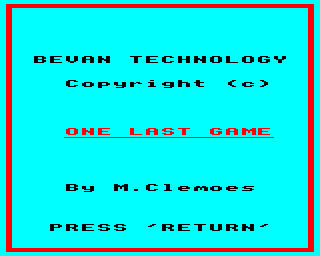 BEVAN TECHNOLOGY
Copyright (c)
ONE LAST GAME
By M.Clemoes
PRESS 'RETURN'